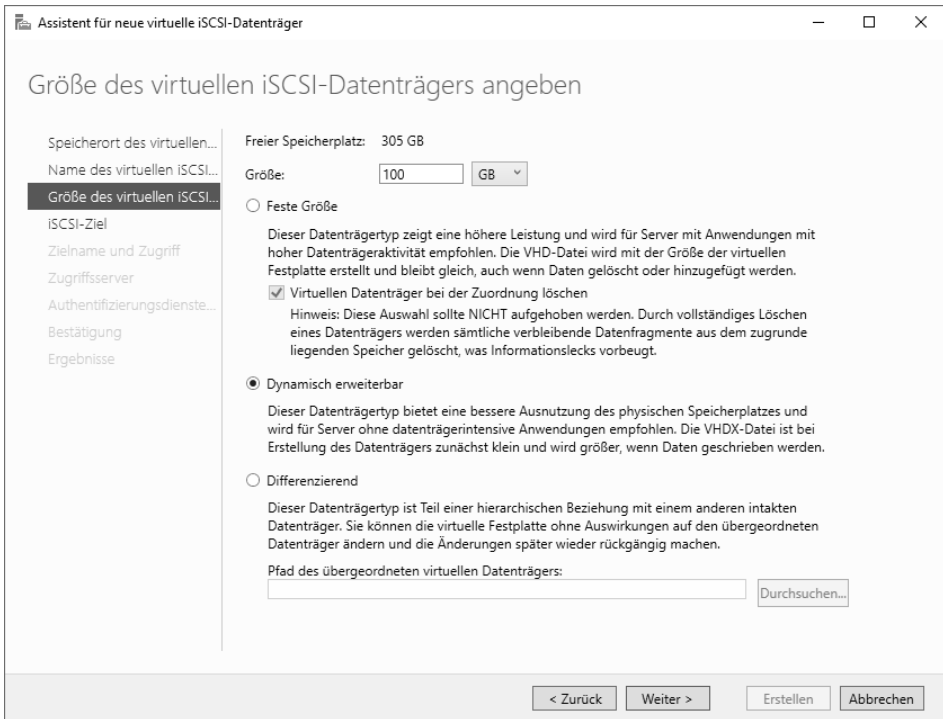 Assistent für neue virtuelle iSCSI-Datenträger
Größe des virtuellen iSCSI-Datenträgers angeben
Speicherort des virtuellen...
Name des virtuellen iSCSI...
Größe des virtuellen iSCSI...
iSCSI-Ziel
Zielname und Zugriff
Zugriffsserver
Authentifizierungsdienste...
Bestätigung
Ergebnisse
Freier Speicherplatz: 305 GB
Größe: 100 GB
Feste Größe
Dieser Datenträgertyp zeigt eine höhere Leistung und wird für Server mit Anwendungen mit
hoher Datenträgeraktivität empfohlen. Die VHD-Datei wird mit der Größe der virtuellen
Festplatte erstellt und bleibt gleich, auch wenn Daten gelöscht oder hinzugefügt werden.
Virtuellen Datenträger bei der Zuordnung löschen
Hinweis: Diese Auswahl sollte NICHT aufgehoben werden. Durch vollständiges Löschen
eines Datenträgers werden sämtliche verbleibende Datenfragmente aus dem zugrunde
liegenden Speicher gelöscht, was Informationslecks vorbeugt.
Dynamisch erweiterbar
Dieser Datenträgertyp bietet eine bessere Ausnutzung des physischen Speicherplatzes und
wird für Server ohne datenträgerintensive Anwendungen empfohlen. Die VHDX-Datei ist bei
Erstellung des Datenträgers zunächst klein und wird größer, wenn Daten geschrieben werden.
Differenzierend
Dieser Datenträgertyp ist Teil einer hierarchischen Beziehung mit einem anderen intakten
Datenträger. Sie können die virtuelle Festplatte ohne Auswirkungen auf den übergeordneten
Datenträger ändern und die Änderungen später wieder rückgängig machen.
Pfad des übergeordneten virtuellen Datenträgers:
Durchsuchen...
< Zurück Weiter > Erstellen Abbrechen